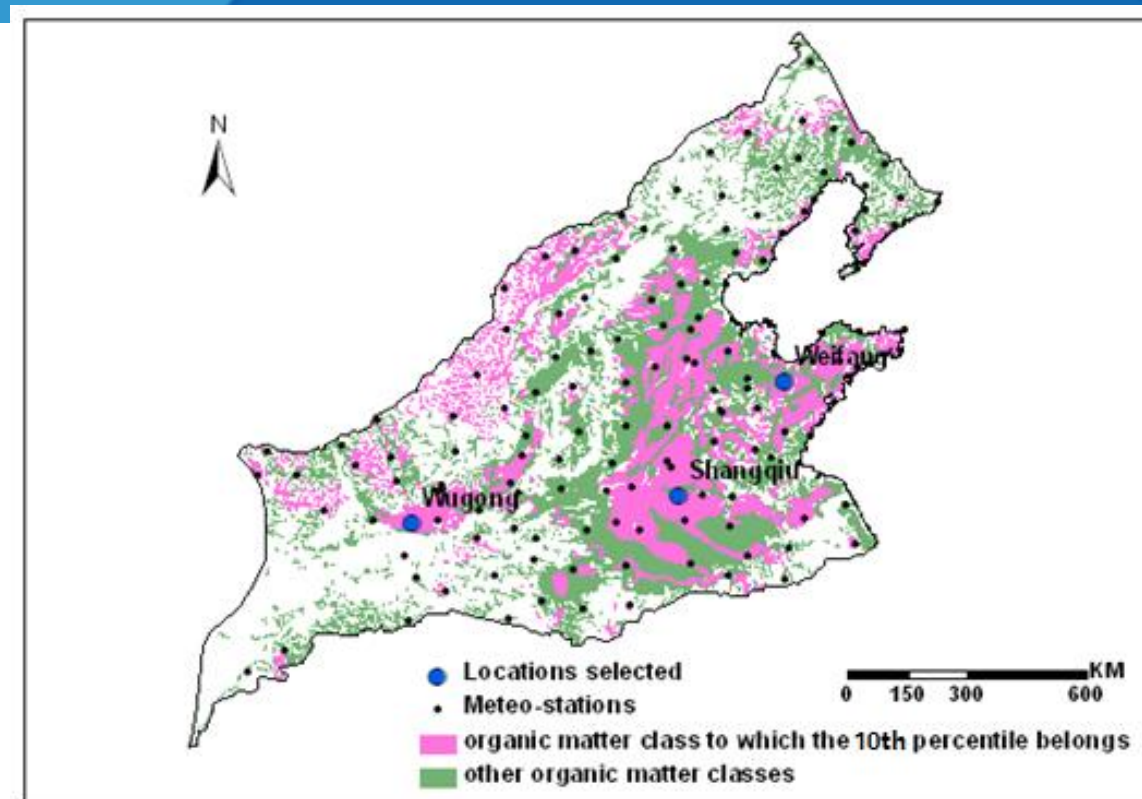 N
Weifang
Shangqiu
Wugong
Locations selected
Meteo-stations
organic matter class to which the 10th percentile belongs
other organic matter classes
KM
0 150 300 600